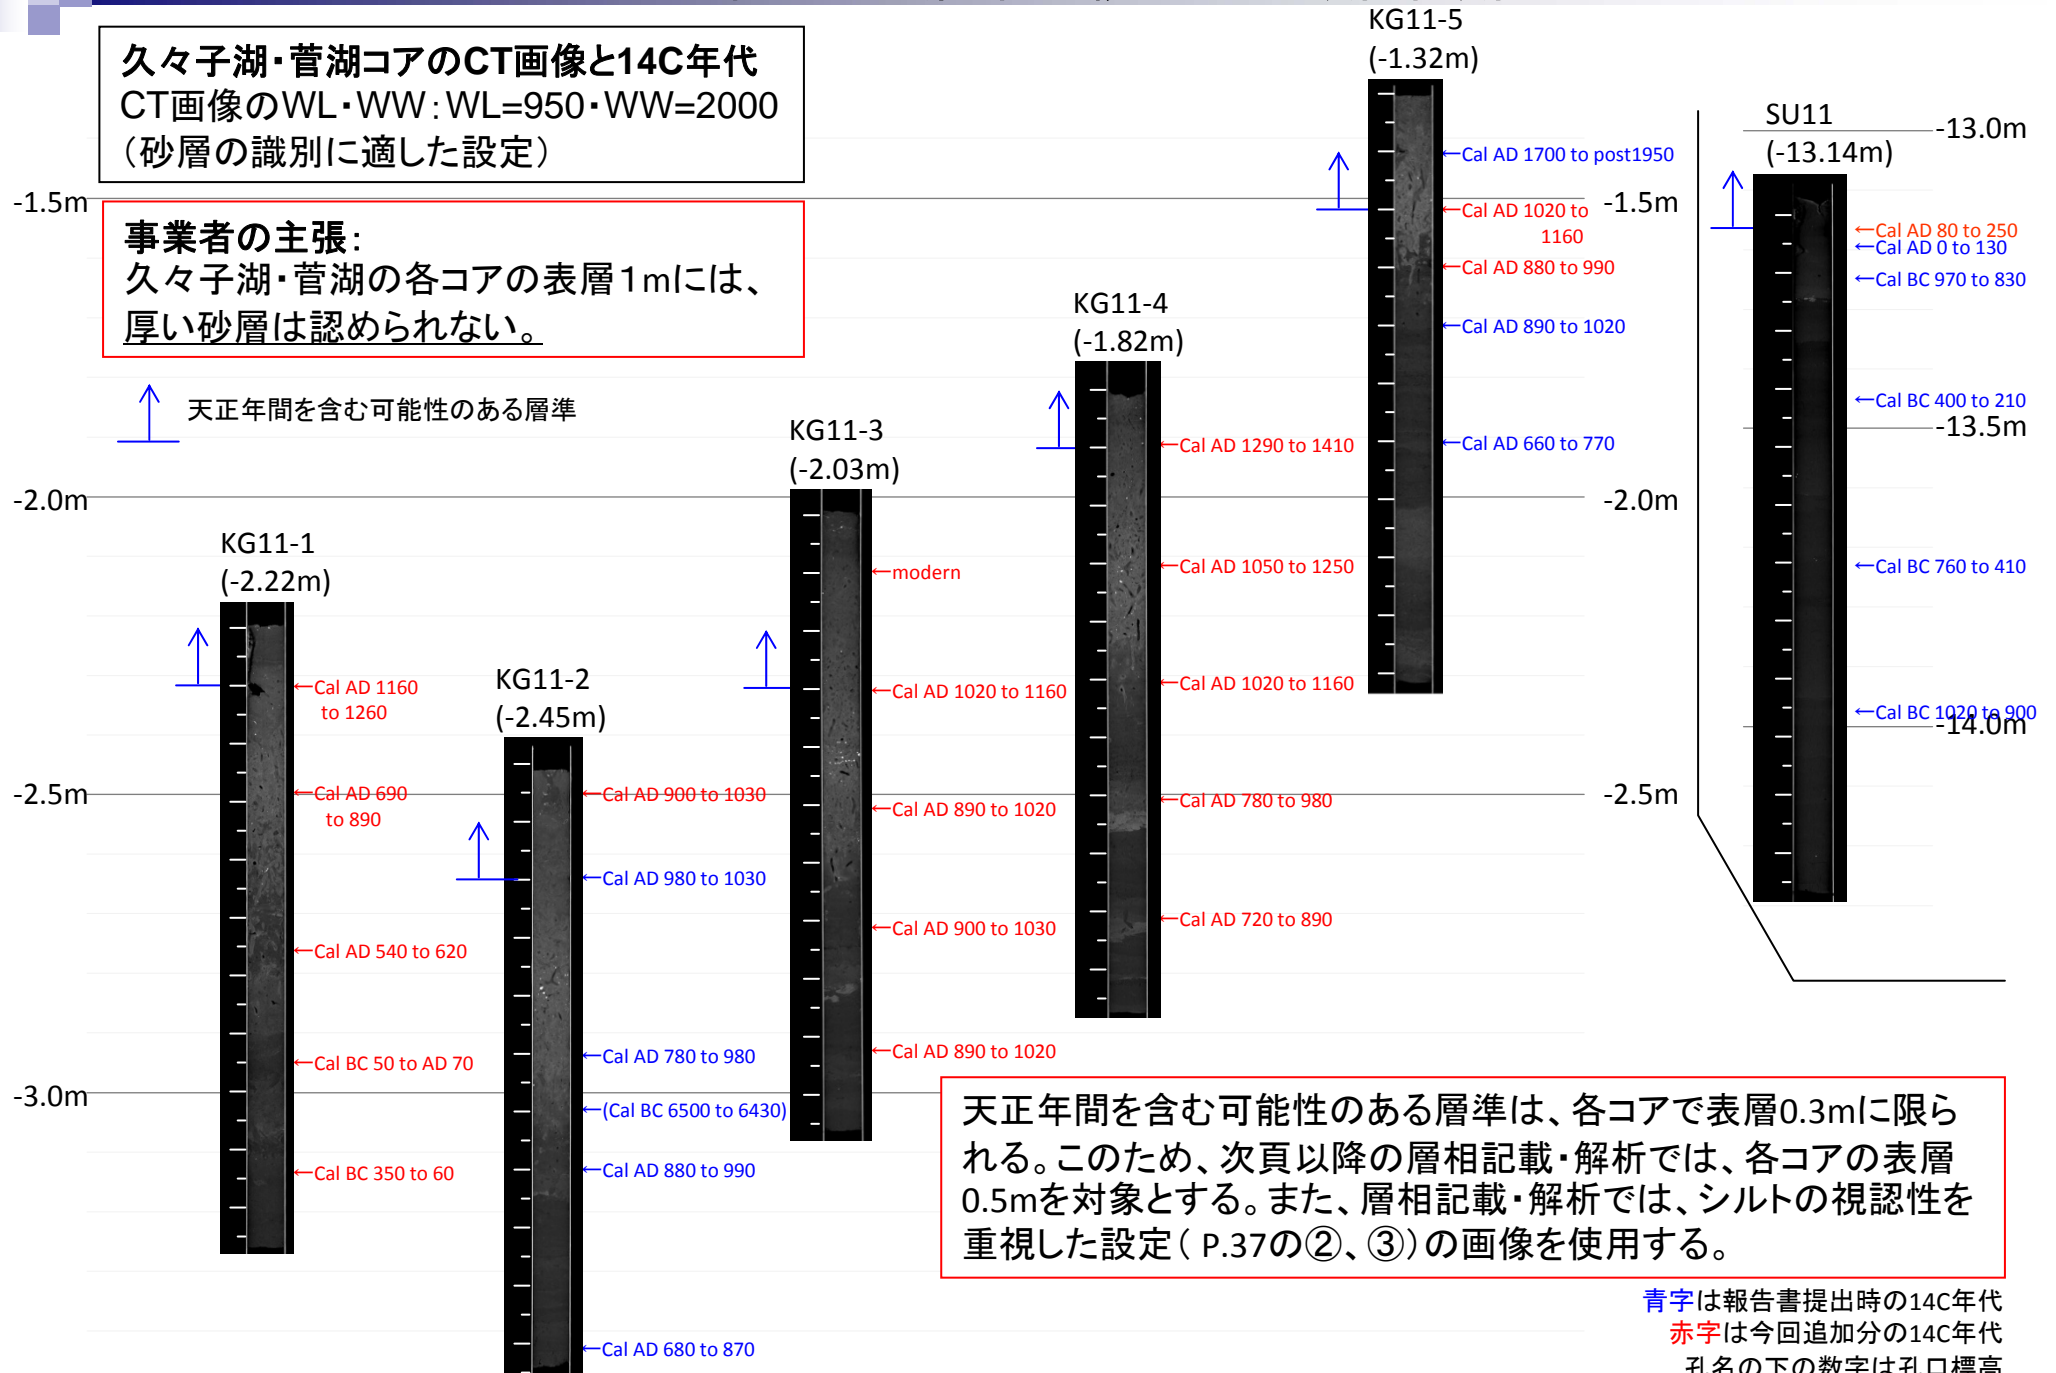 久々子湖・菅湖コアのCT画像と14C年代
CT画像のWL・WW：WL=950・WW=2000
（砂層の識別に適した設定）
事業者の主張：
久々子湖・菅湖の各コアの表層１mには、
厚い砂層は認められない。
天正年間を含む可能性のある層準
-1.5m
-2.0m
-2.5m
-3.0m
KG11-1
(-2.22m)
←Cal AD 1160
to 1260
←Cal AD 690
to 890
←Cal AD 540 to 620
←Cal BC 50 to AD 70
←Cal BC 350 to 60
KG11-2
(-2.45m)
←Cal AD 900 to 1030
←Cal AD 980 to 1030
←Cal AD 780 to 980
←(Cal BC 6500 to 6430)
←Cal AD 880 to 990
←Cal AD 680 to 870
KG11-3
(-2.03m)
←modern
←Cal AD 1020 to 1160
←Cal AD 890 to 1020
←Cal AD 900 to 1030
←Cal AD 890 to 1020
KG11-4
(-1.82m)
←Cal AD 1290 to 1410
←Cal AD 1050 to 1250
←Cal AD 1020 to 1160
←Cal AD 780 to 980
←Cal AD 720 to 890
KG11-5
(-1.32m)
←Cal AD 1700 to post1950
←Cal AD 1020 to
1160
←Cal AD 880 to 990
←Cal AD 890 to 1020
←Cal AD 660 to 770
-1.5m
-2.0m
-2.5m
SU11
(-13.14m)
-13.0m
←Cal AD 80 to 250
←Cal AD 0 to 130
←Cal BC 970 to 830
←Cal BC 400 to 210
-13.5m
←Cal BC 760 to 410
←Cal BC 1020 to 900
-14.0m
天正年間を含む可能性のある層準は、各コアで表層0.3mに限ら
れる。このため、次頁以降の層相記載・解析では、各コアの表層
0.5mを対象とする。また、層相記載・解析では、シルトの視認性を
重視した設定（ P.37の②、③）の画像を使用する。
青字は報告書提出時の14C年代
赤字は今回追加分の14C年代
孔名の下の数字は孔口標高